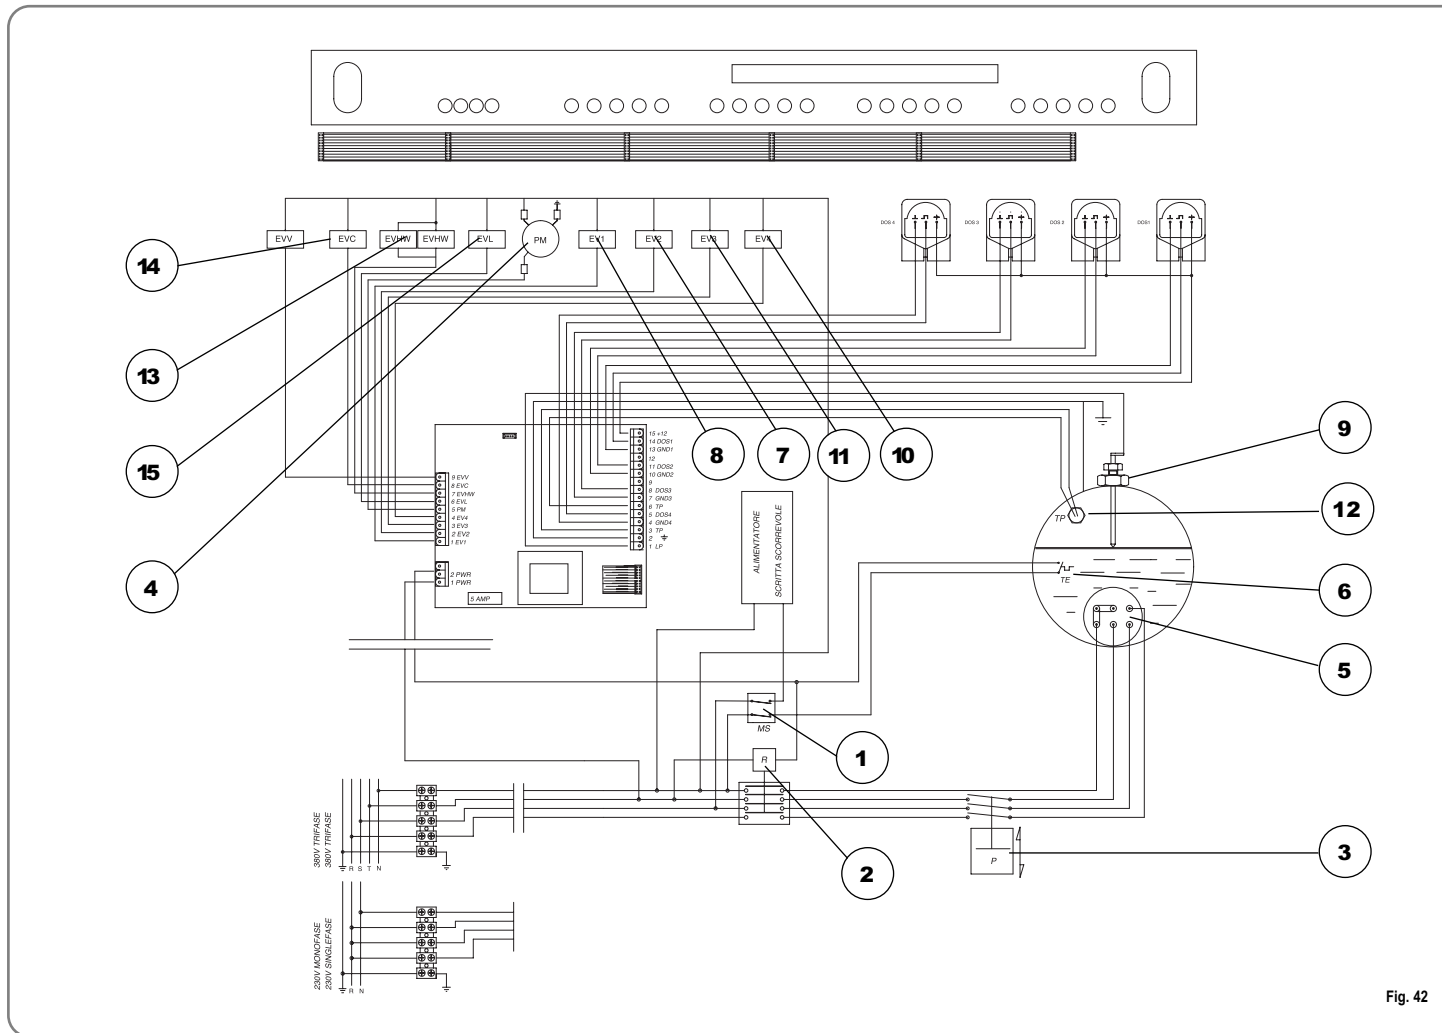 DOS 4
DOS 3
DOS 2
DOS1
EVV
EVC
EVHW
EVHW
EVL
PM
EV1
EV2
EV3
EV4
14
13
15
4
8
7
11
10
9
12
6
5
1
2
3
9 EVV
8 EVC
7 EVHW
6 EVL
5 PM
4 EV4
3 EV3
2 EV2
1 EV1
2 PWR
1 PWR
5 AMP
15 +12
14 DOS1
13 GND1
12
11 DOS2
10 GND2
9
8 DOS3
7 GND3
6 TP
5 DOS4
4 GND4
3 TP
2
1 LP
ALIMENTATORE
SCRITTA SCORREVOLE
TP
TE
MS
R
P
380V TRIFASE
380V TRIFASE
R S T N
230V MONOFASE
230V SINGLEFASE
R N
Fig. 42